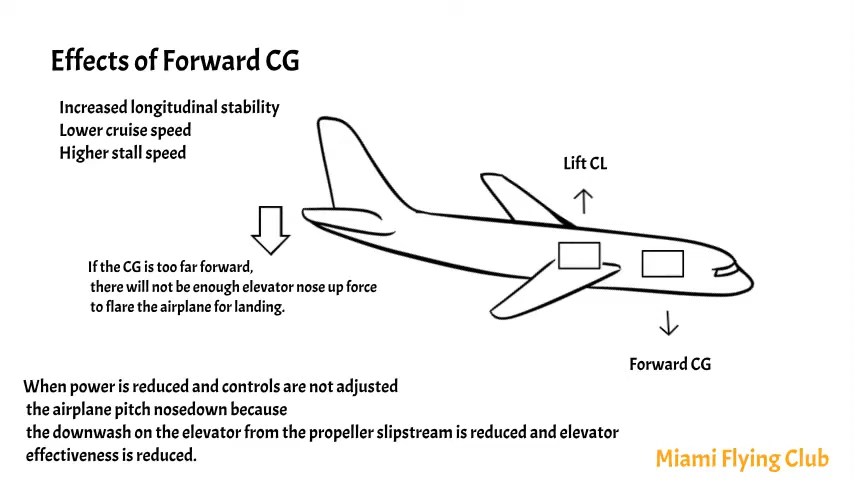 Effects of Forward CG
Increased longitudinal stability
Lower cruise speed
Higher stall speed
Lift CL
If the CG is too far forward,
there will not be enough elevator nose up force
to flare the airplane for landing.
Forward CG
When power is reduced and controls are not adjusted
the airplane pitch nosedown because
the downwash on the elevator from the propeller slipstream is reduced and elevator
effectiveness is reduced.
Miami Flying Club